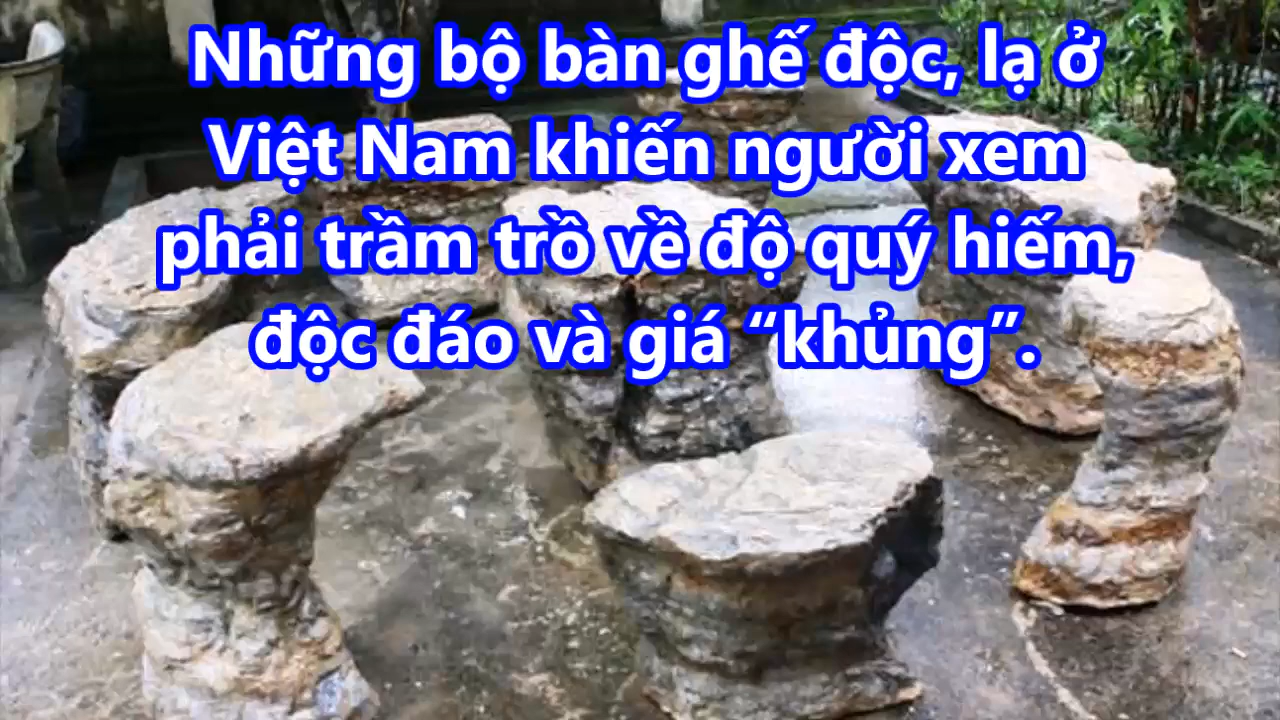 Những bộ bàn ghế độc, lạ ở
Việt Nam khiến người xem
phải trầm trồ về độ quý hiếm,
độc đáo và giá “khủng”.